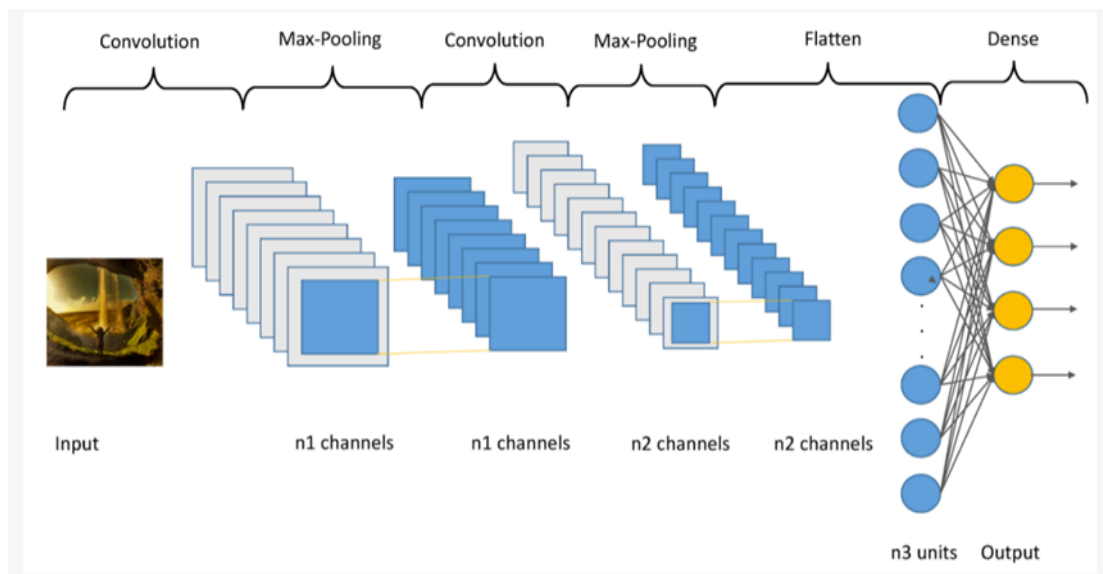 Convolution
Max-Pooling
Convolution
Max-Pooling
Flatten
Dense
Input
n1 channels
n1 channels
n2 channels
n2 channels
n3 units
Output